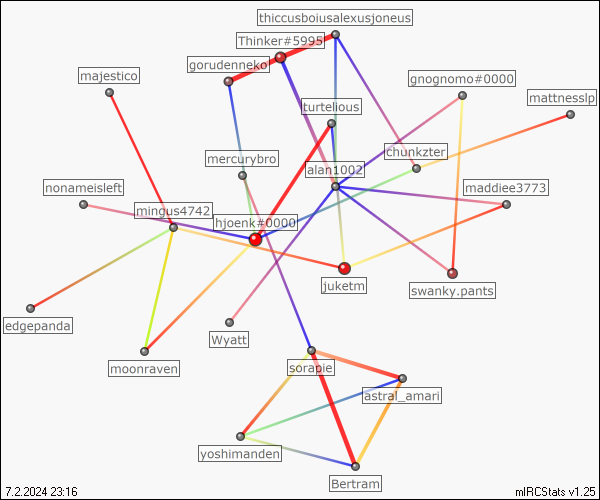 thiccusboiusalexusjoneus
Thinker#5995
gorudenneko
majestico
gnognomo#0000
mattnesslp
turtelious
chunkzter
mercurybro
alan1002
nonameisleft
maddiee3773
mingus4742
hjoenk#0000
juketm
swanky.pants
edgepanda
Wyatt
moonraven
sorapie
astral_amari
yoshimanden
Bertram
7.2.2024 23:16
mIRCStats v1.25